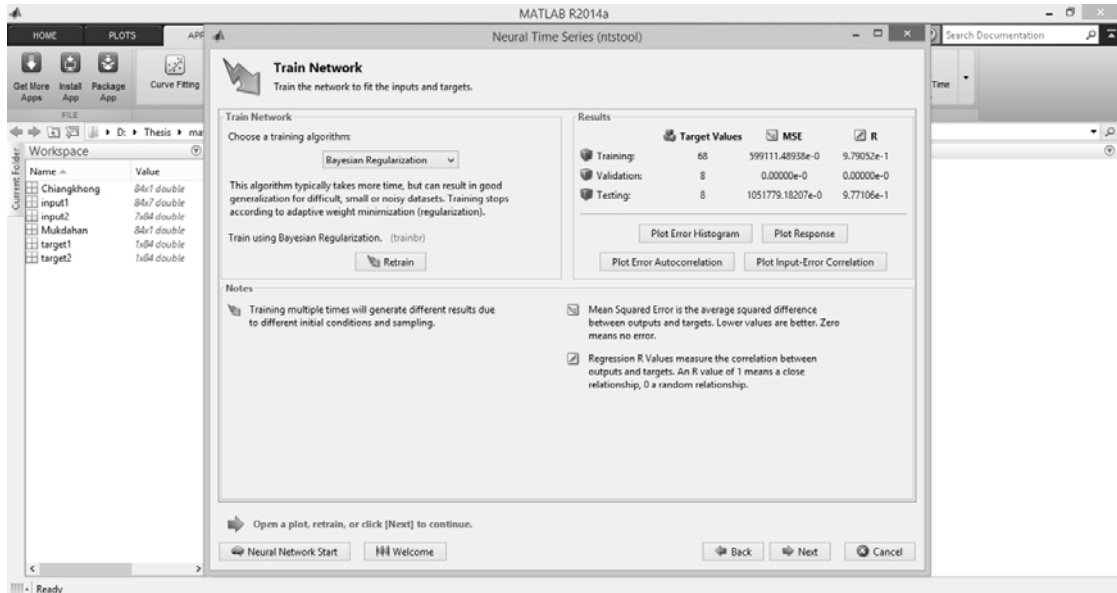 MATLAB R2014a
HOME PLOTS APP
Search Documentation
Get More Apps
Install App
Package App
Curve Fitting
Time
FILE
D: Thesis ma
Current Folder
Workspace
Name Value
Chiangkhong 84x1 double
input1 84x7 double
input2 7x84 double
Mukdahan 84x1 double
target1 1x84 double
target2 1x84 double
Ready
Neural Time Series (ntstool)
Train Network
Train the network to fit the inputs and targets.
Train Network
Choose a training algorithm:
Bayesian Regularization
This algorithm typically takes more time, but can result in good
generalization for difficult, small or noisy datasets. Training stops
according to adaptive weight minimization (regularization).
Train using Bayesian Regularization. (trainbr)
Retrain
Results
Target Values MSE R
Training: 68 599111.48938e-0 9.79052e-1
Validation: 8 0.00000e-0 0.00000e-0
Testing: 8 1051779.18207e-0 9.77106e-1
Plot Error Histogram Plot Response
Plot Error Autocorrelation Plot Input-Error Correlation
Notes
Training multiple times will generate different results due
to different initial conditions and sampling.
Mean Squared Error is the average squared difference
between outputs and targets. Lower values are better. Zero
means no error.
Regression R Values measure the correlation between
outputs and targets. An R value of 1 means a close
relationship, 0 a random relationship.
Open a plot, retrain, or click [Next] to continue.
Neural Network Start Welcome Back Next Cancel